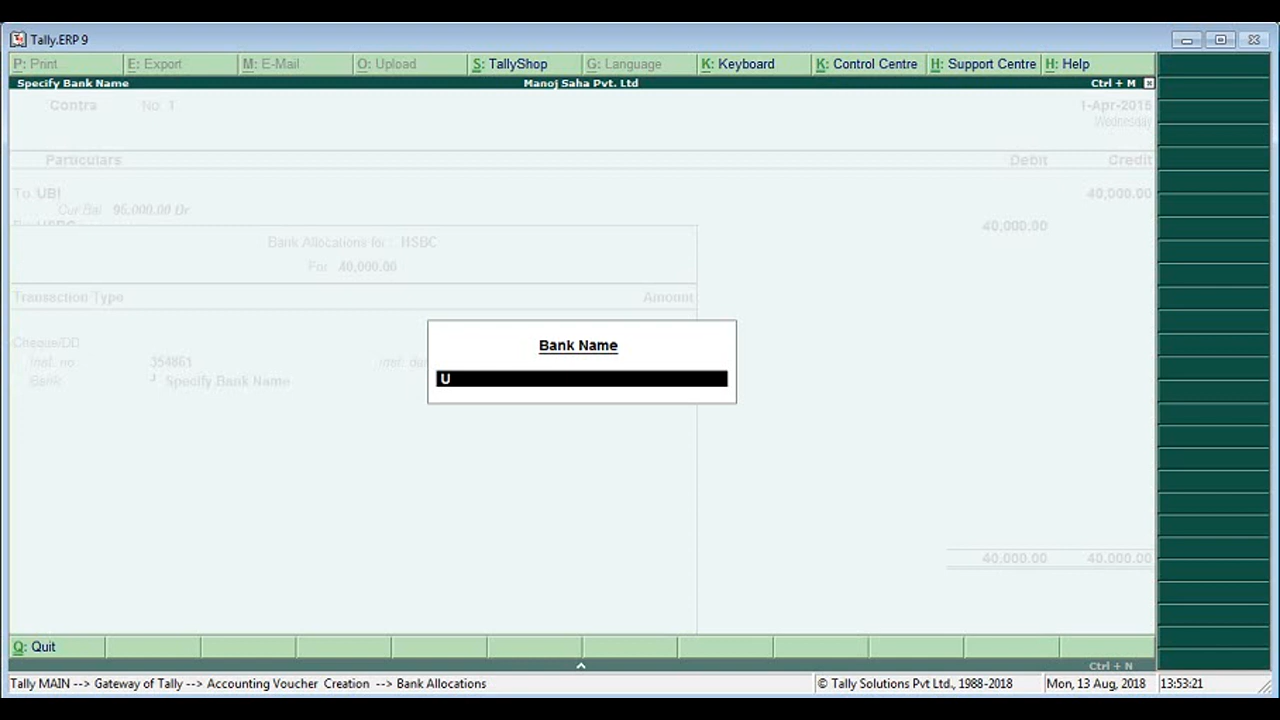 Tally.ERP 9
P: Print E: Export M: E-Mail O: Upload S: TallyShop G: Language K: Keyboard K: Control Centre H: Support Centre H: Help
Specify Bank Name Manoj Saha Pvt. Ltd Ctrl + M
Contra No. 1 1-Apr-2015
Wednesday
Particulars Debit Credit
To UBI 40,000.00
Cur Bal: 96,000.00 Dr
40,000.00
Bank Allocations for : HSBC
For : 40,000.00
Transaction Type Amount
Cheque/DD
Inst. no. 354861
Bank Specify Bank Name
Bank Name
U
40,000.00 40,000.00
Q: Quit
Ctrl + N
Tally MAIN --> Gateway of Tally --> Accounting Voucher Creation --> Bank Allocations © Tally Solutions Pvt Ltd., 1988-2018 Mon, 13 Aug, 2018 13:53:21